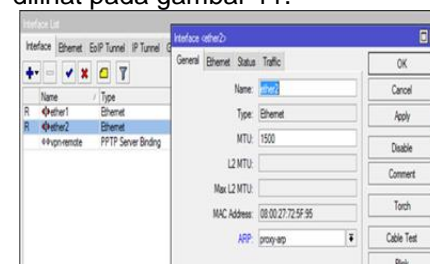 dilihat pada gambar 11.
Interface List
Interface Ethernet EoIP Tunnel IP Tunnel
Name Type
R ether1 Ethernet
R ether2 Ethernet
vpn-remote PPTP Server Binding
Interface <ether2>
General Ethernet Status Traffic
Name: ether2
Type: Ethernet
MTU: 1500
L2 MTU:
Max L2 MTU:
MAC Address: 08:00:27:72:5F:95
ARP: proxy-arp
OK
Cancel
Apply
Disable
Comment
Torch
Cable Test
Blink